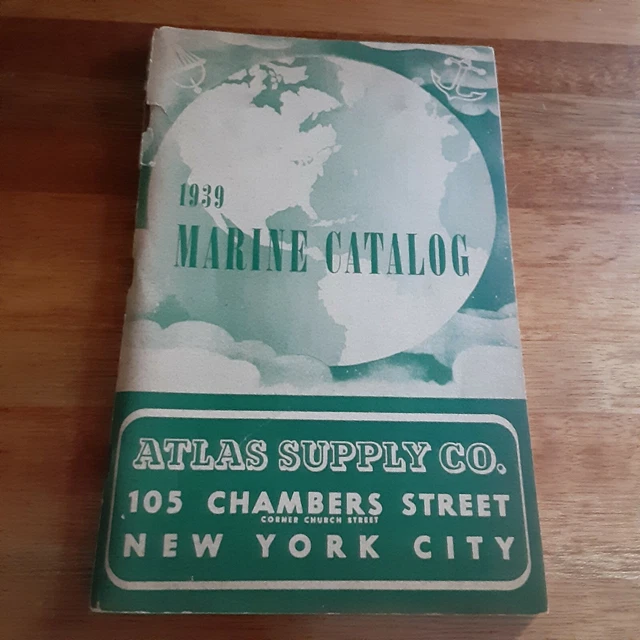 1939
MARINE CATALOG
ATLAS SUPPLY CO.
105 CHAMBERS STREET
CORNER CHURCH STREET
NEW YORK CITY